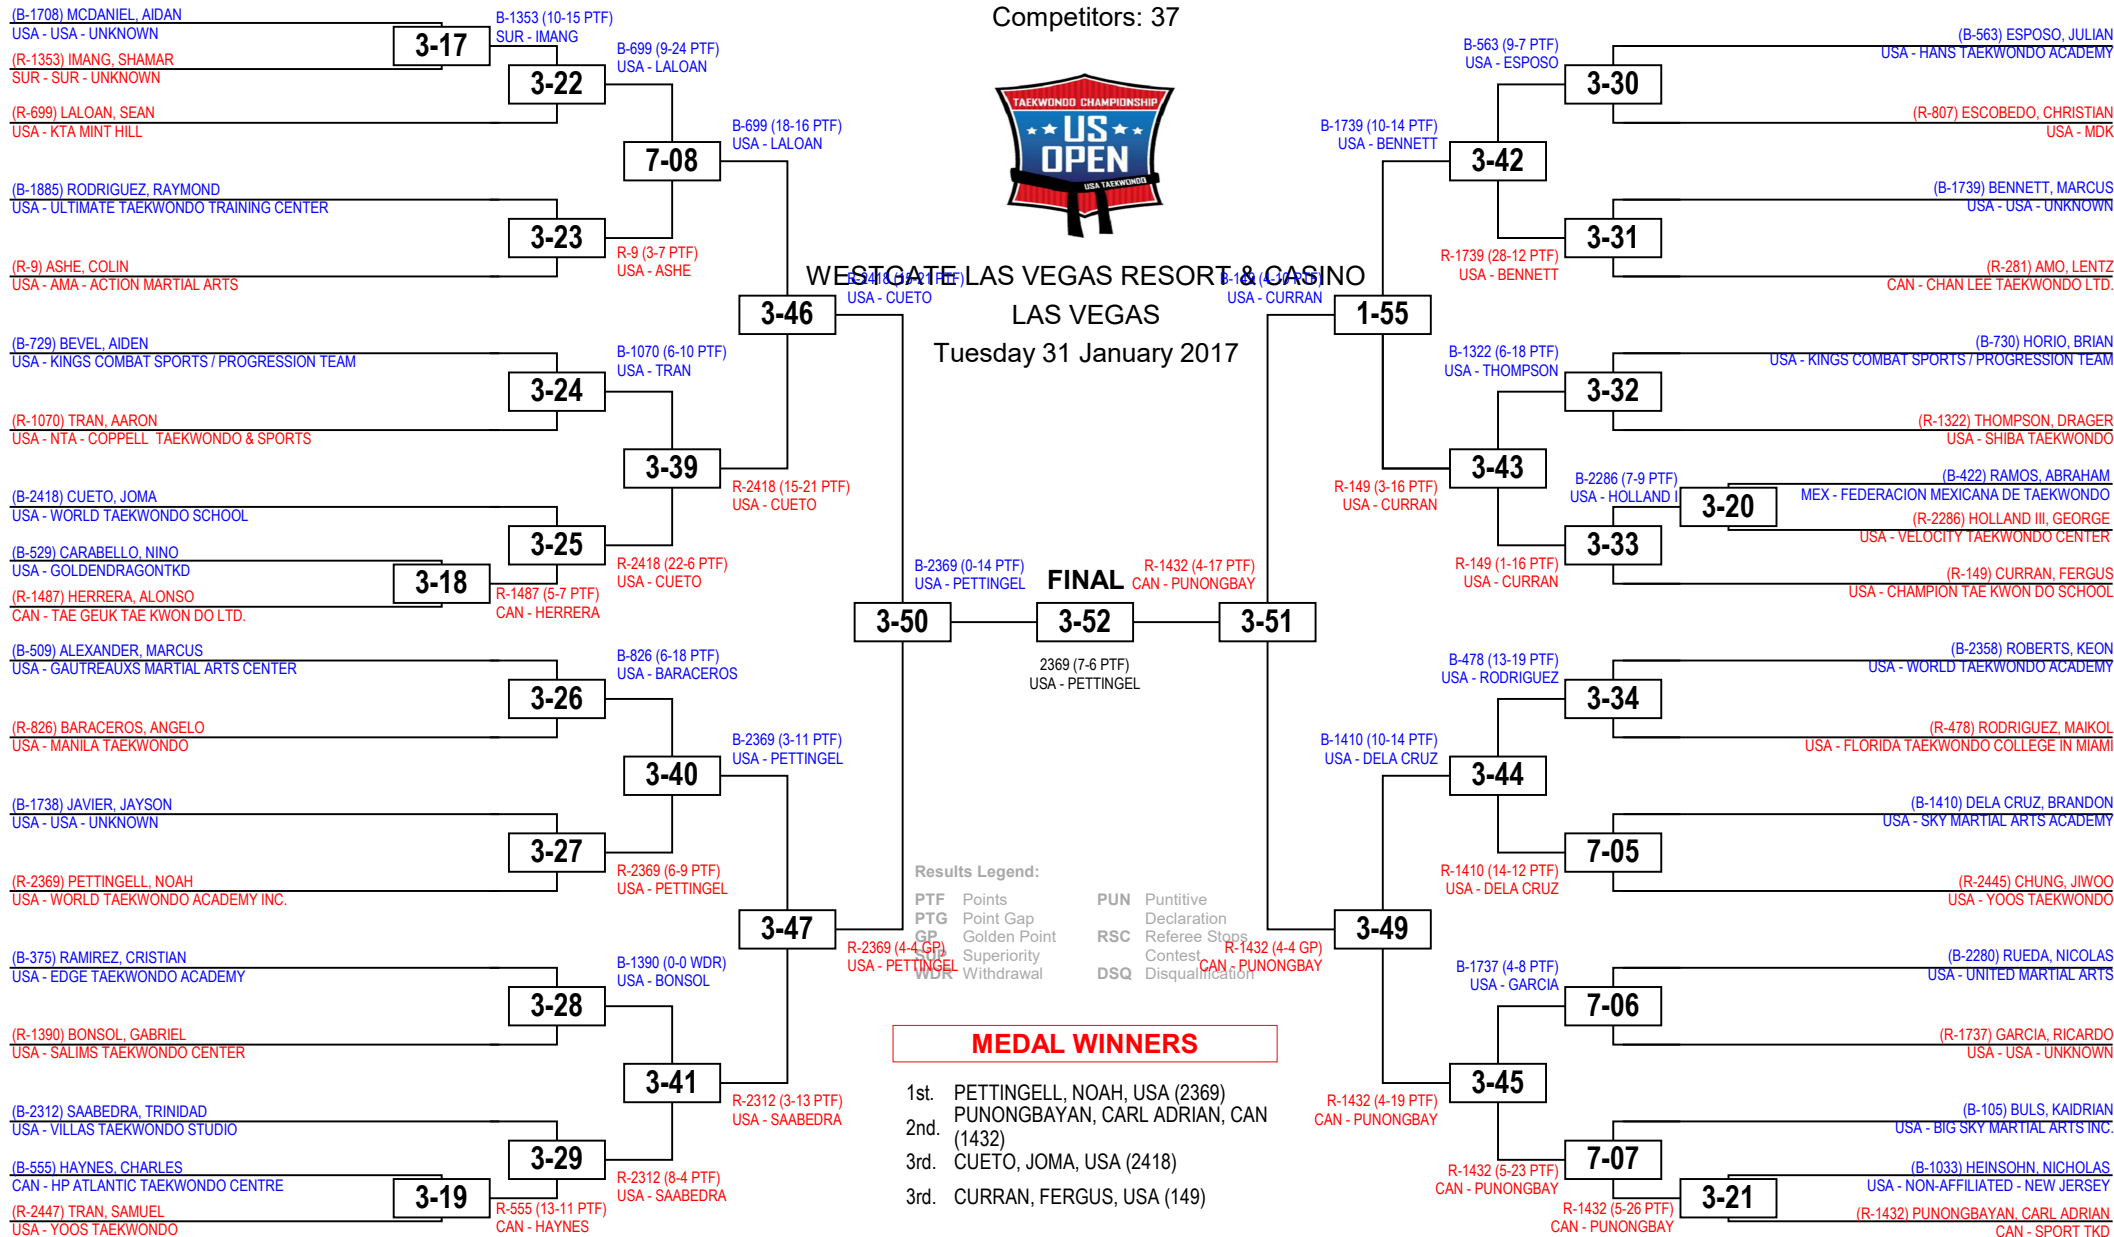 Competitors: 37
TAEKWONDO CHAMPIONSHIP
US
OPEN
USA TAEKWONDO
WESTGATE LAS VEGAS RESORT & CASINO
LAS VEGAS
Tuesday 31 January 2017
(B-1708) MCDANIEL, AIDAN
USA - USA - UNKNOWN
(R-1353) IMANG, SHAMAR
SUR - SUR - UNKNOWN
3-17
B-1353 (10-15 PTF)
SUR - IMANG
(R-699) LALOAN, SEAN
USA - KTA MINT HILL
3-22
B-699 (9-24 PTF)
USA - LALOAN
(B-1885) RODRIGUEZ, RAYMOND
USA - ULTIMATE TAEKWONDO TRAINING CENTER
(R-9) ASHE, COLIN
USA - AMA - ACTION MARTIAL ARTS
3-23
R-9 (3-7 PTF)
USA - ASHE
7-08
B-699 (18-16 PTF)
USA - LALOAN
(B-729) BEVEL, AIDEN
USA - KINGS COMBAT SPORTS / PROGRESSION TEAM
(R-1070) TRAN, AARON
USA - NTA - COPPELL  TAEKWONDO & SPORTS
3-24
B-1070 (6-10 PTF)
USA - TRAN
(B-2418) CUETO, JOMA
USA - WORLD TAEKWONDO SCHOOL
(B-529) CARABELLO, NINO
USA - GOLDENDRAGONTKD
(R-1487) HERRERA, ALONSO
CAN - TAE GEUK TAE KWON DO LTD.
3-18
R-1487 (5-7 PTF)
CAN - HERRERA
3-25
R-2418 (22-6 PTF)
USA - CUETO
3-39
R-2418 (15-21 PTF)
USA - CUETO
3-46
B-2418 (15-21 PTF)
USA - CUETO
(B-509) ALEXANDER, MARCUS
USA - GAUTREAUXS MARTIAL ARTS CENTER
(R-826) BARACEROS, ANGELO
USA - MANILA TAEKWONDO
3-26
B-826 (6-18 PTF)
USA - BARACEROS
(B-1738) JAVIER, JAYSON
USA - USA - UNKNOWN
(R-2369) PETTINGELL, NOAH
USA - WORLD TAEKWONDO ACADEMY INC.
3-27
R-2369 (6-9 PTF)
USA - PETTINGEL
3-40
B-2369 (3-11 PTF)
USA - PETTINGEL
(B-375) RAMIREZ, CRISTIAN
USA - EDGE TAEKWONDO ACADEMY
(R-1390) BONSOL, GABRIEL
USA - SALIMS TAEKWONDO CENTER
3-28
B-1390 (0-0 WDR)
USA - BONSOL
(B-2312) SAABEDRA, TRINIDAD
USA - VILLAS TAEKWONDO STUDIO
(B-555) HAYNES, CHARLES
CAN - HP ATLANTIC TAEKWONDO CENTRE
(R-2447) TRAN, SAMUEL
USA - YOOS TAEKWONDO
3-19
R-555 (13-11 PTF)
CAN - HAYNES
3-29
R-2312 (8-4 PTF)
USA - SAABEDRA
3-41
R-2312 (3-13 PTF)
USA - SAABEDRA
3-47
R-2369 (4-4 GP)
USA - PETTINGEL
3-50
B-2369 (0-14 PTF)
USA - PETTINGEL
FINAL
3-52
2369 (7-6 PTF)
USA - PETTINGEL
R-1432 (4-17 PTF)
CAN - PUNONGBAY
3-51
(B-563) ESPOSO, JULIAN
USA - HANS TAEKWONDO ACADEMY
(R-807) ESCOBEDO, CHRISTIAN
USA - MDK
3-30
B-563 (9-7 PTF)
USA - ESPOSO
(B-1739) BENNETT, MARCUS
USA - USA - UNKNOWN
(R-281) AMO, LENTZ
CAN - CHAN LEE TAEKWONDO LTD.
3-31
R-1739 (28-12 PTF)
USA - BENNETT
3-42
B-1739 (10-14 PTF)
USA - BENNETT
(B-730) HORIO, BRIAN
USA - KINGS COMBAT SPORTS / PROGRESSION TEAM
(R-1322) THOMPSON, DRAGER
USA - SHIBA TAEKWONDO
3-32
B-1322 (6-18 PTF)
USA - THOMPSON
(B-422) RAMOS, ABRAHAM
MEX - FEDERACION MEXICANA DE TAEKWONDO
(R-2286) HOLLAND III, GEORGE
USA - VELOCITY TAEKWONDO CENTER
3-20
B-2286 (7-9 PTF)
USA - HOLLAND I
(R-149) CURRAN, FERGUS
USA - CHAMPION TAE KWON DO SCHOOL
3-33
R-149 (1-16 PTF)
USA - CURRAN
3-43
R-149 (3-16 PTF)
USA - CURRAN
1-55
B-149 (4-10 PTF)
USA - CURRAN
(B-2358) ROBERTS, KEON
USA - WORLD TAEKWONDO ACADEMY
(R-478) RODRIGUEZ, MAIKOL
USA - FLORIDA TAEKWONDO COLLEGE IN MIAMI
3-34
B-478 (13-19 PTF)
USA - RODRIGUEZ
(B-1410) DELA CRUZ, BRANDON
USA - SKY MARTIAL ARTS ACADEMY
(R-2445) CHUNG, JIWOO
USA - YOOS TAEKWONDO
7-05
R-1410 (14-12 PTF)
USA - DELA CRUZ
3-44
B-1410 (10-14 PTF)
USA - DELA CRUZ
(B-2280) RUEDA, NICOLAS
USA - UNITED MARTIAL ARTS
(R-1737) GARCIA, RICARDO
USA - USA - UNKNOWN
7-06
B-1737 (4-8 PTF)
USA - GARCIA
(B-105) BULS, KAIDRIAN
USA - BIG SKY MARTIAL ARTS INC.
(B-1033) HEINSOHN, NICHOLAS
USA - NON-AFFILIATED - NEW JERSEY
(R-1432) PUNONGBAYAN, CARL ADRIAN
CAN - SPORT TKD
3-21
R-1432 (5-26 PTF)
CAN - PUNONGBAY
7-07
R-1432 (5-23 PTF)
CAN - PUNONGBAY
3-45
R-1432 (4-19 PTF)
CAN - PUNONGBAY
3-49
R-1432 (4-4 GP)
CAN - PUNONGBAY
Results Legend:
PTF Points
PTG Point Gap
GP Golden Point
SUP Superiority
WDR Withdrawal
PUN Puntitive
Declaration
RSC Referee Stops
Contest
DSQ Disqualification
MEDAL WINNERS
1st. PETTINGELL, NOAH, USA (2369)
2nd. PUNONGBAYAN, CARL ADRIAN, CAN
(1432)
3rd. CUETO, JOMA, USA (2418)
3rd. CURRAN, FERGUS, USA (149)